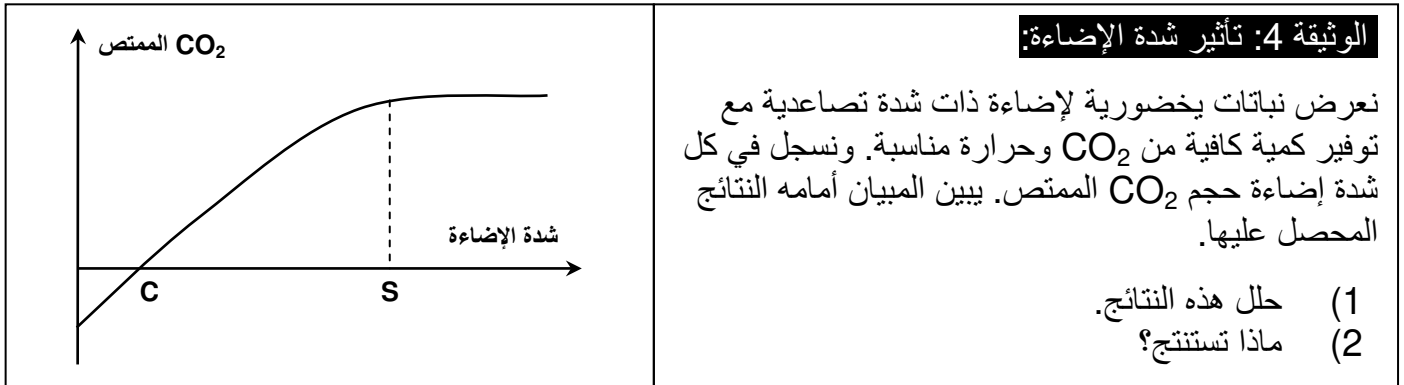 الوثيقة 4: تأثير شدة الإضاءة:
نعرض نباتات يخضورية لإضاءة ذات شدة تصاعدية مع
توفير كمية كافية من CO₂ وحرارة مناسبة. ونسجل في كل
شدة إضاءة حجم CO₂ الممتص. يبين المبيان أمامه النتائج
المحصل عليها.
1) حلل هذه النتائج.
2) ماذا تستنتج؟
CO₂ الممتص
شدة الإضاءة
C
S